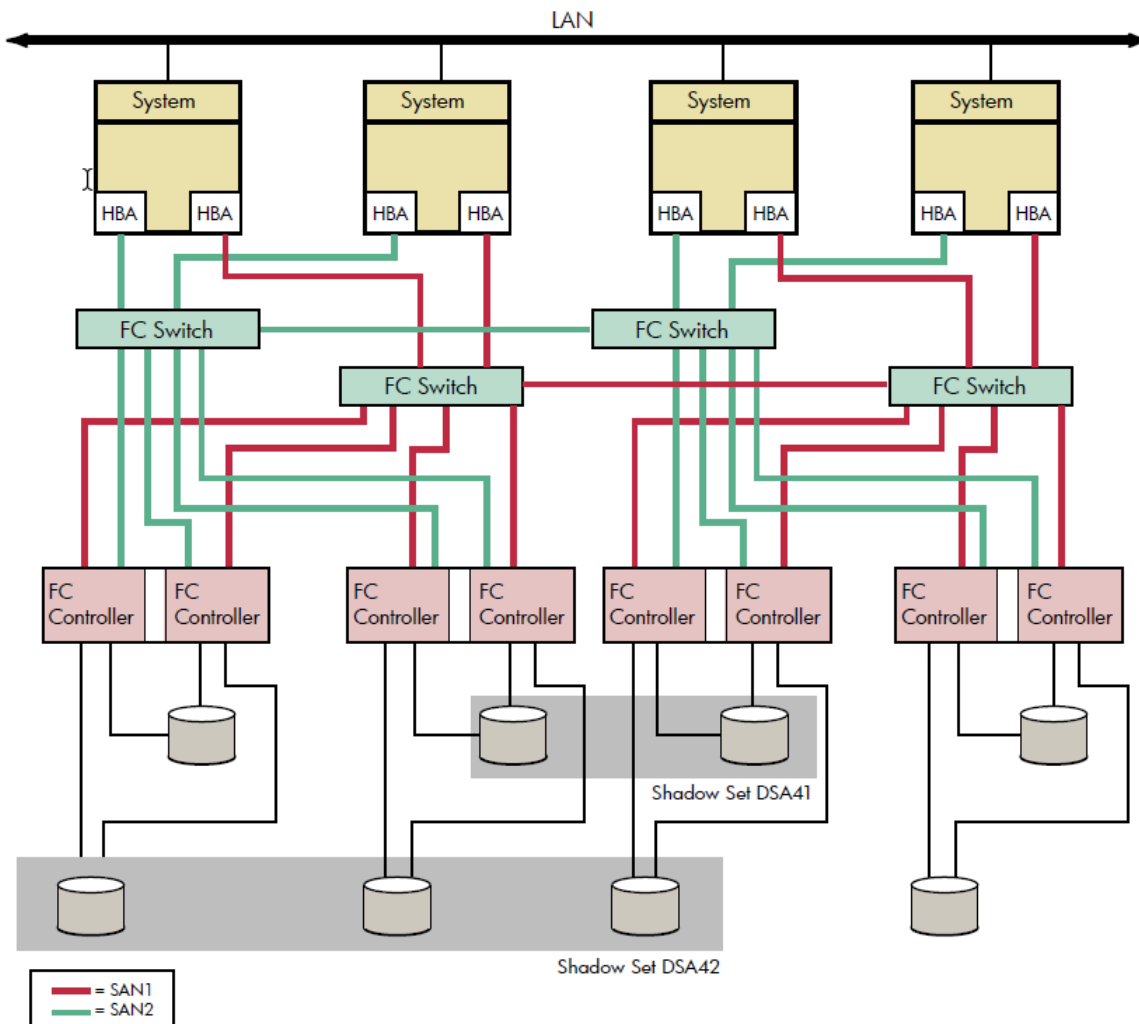 LAN
System
System
System
System
HBA
HBA
HBA
HBA
HBA
HBA
HBA
HBA
FC Switch
FC Switch
FC Switch
FC Switch
FC
Controller
FC
Controller
FC
Controller
FC
Controller
FC
Controller
FC
Controller
FC
Controller
FC
Controller
Shadow Set DSA41
Shadow Set DSA42
= SAN1
= SAN2